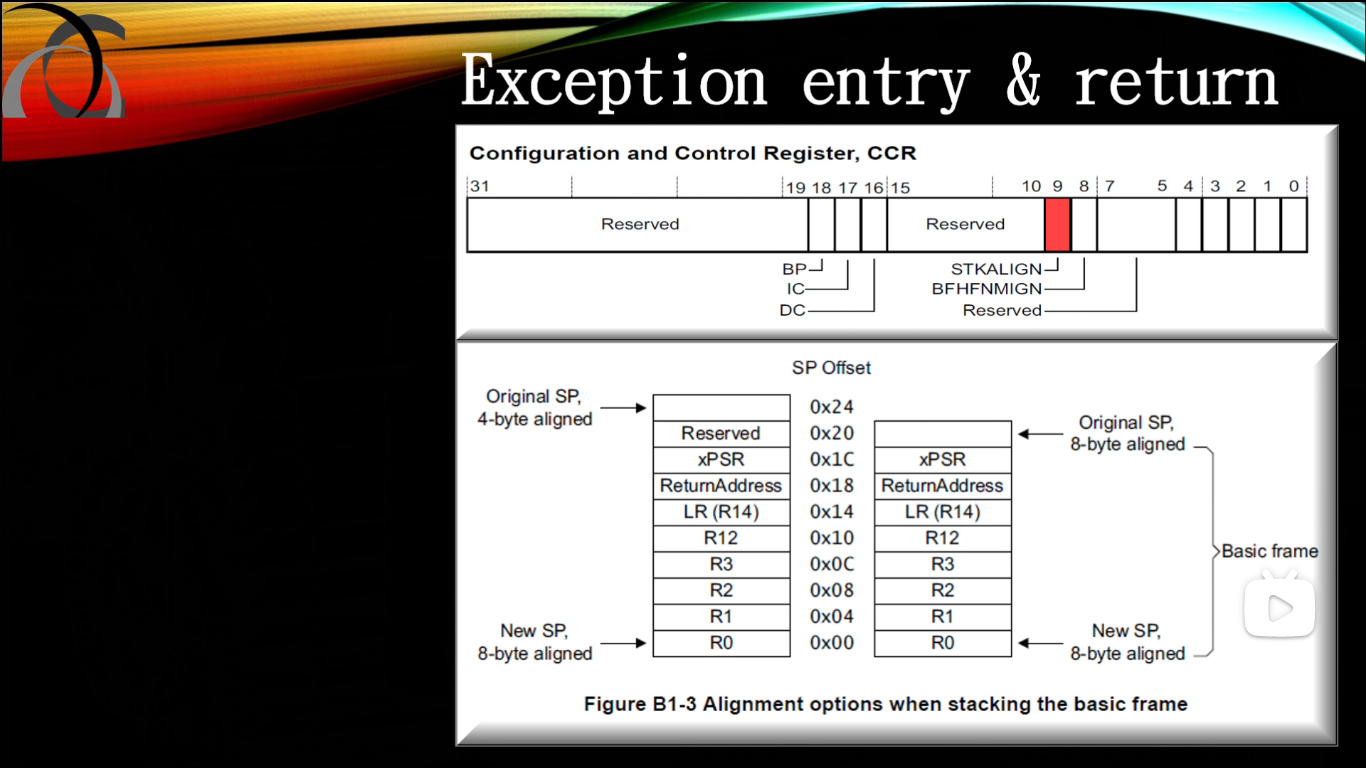 Exception entry & return
Configuration and Control Register, CCR
31 19 18 17 16 15 10 9 8 7 5 4 3 2 1 0
Reserved Reserved
BP STKALIGN
IC BFHFNMIGN
DC Reserved
SP Offset
Original SP,
4-byte aligned
0x24
Reserved 0x20
Original SP,
8-byte aligned
xPSR 0x1C xPSR
ReturnAddress 0x18 ReturnAddress
LR (R14) 0x14 LR (R14)
R12 0x10 R12
Basic frame
R3 0x0C R3
R2 0x08 R2
R1 0x04 R1
New SP,
8-byte aligned
R0 0x00 R0
New SP,
8-byte aligned
Figure B1-3 Alignment options when stacking the basic frame